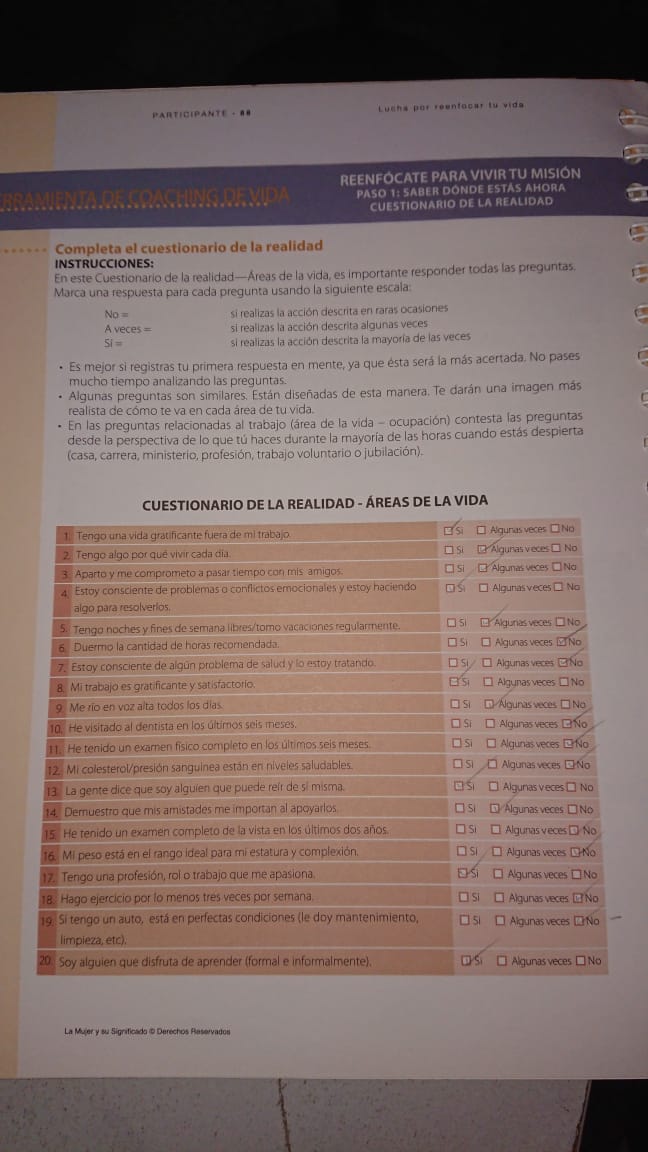 PARTICIPANTE - 88
Lucha por reenfocar tu vida
ERRAMIENTA DE COACHING DE VIDA
REENFÓCATE PARA VIVIR TU MISIÓN
PASO 1: SABER DÓNDE ESTÁS AHORA
CUESTIONARIO DE LA REALIDAD
Completa el cuestionario de la realidad
INSTRUCCIONES:
En este Cuestionario de la realidad—Áreas de la vida, es importante responder todas las preguntas.
Marca una respuesta para cada pregunta usando la siguiente escala:
No = si realizas la acción descrita en raras ocasiones
A veces = si realizas la acción descrita algunas veces
Sí = si realizas la acción descrita la mayoría de las veces
• Es mejor si registras tu primera respuesta en mente, ya que ésta será la más acertada. No pases
mucho tiempo analizando las preguntas.
• Algunas preguntas son similares. Están diseñadas de esta manera. Te darán una imagen más
realista de cómo te va en cada área de tu vida.
• En las preguntas relacionadas al trabajo (área de la vida – ocupación) contesta las preguntas
desde la perspectiva de lo que tú haces durante la mayoría de las horas cuando estás despierta
(casa, carrera, ministerio, profesión, trabajo voluntario o jubilación).
CUESTIONARIO DE LA REALIDAD - ÁREAS DE LA VIDA
1. Tengo una vida gratificante fuera de mi trabajo. Si Algunas veces No
2. Tengo algo por qué vivir cada día. Si Algunas veces No
3. Aparto y me comprometo a pasar tiempo con mis amigos. Si Algunas veces No
4. Estoy consciente de problemas o conflictos emocionales y estoy haciendo Si Algunas veces No
algo para resolverlos.
5. Tengo noches y fines de semana libres/tomo vacaciones regularmente. Si Algunas veces No
6. Duermo la cantidad de horas recomendada. Si Algunas veces No
7. Estoy consciente de algún problema de salud y lo estoy tratando. Si Algunas veces No
8. Mi trabajo es gratificante y satisfactorio. Si Algunas veces No
9. Me río en voz alta todos los días. Si Algunas veces No
10. He visitado al dentista en los últimos seis meses. Si Algunas veces No
11. He tenido un examen físico completo en los últimos seis meses. Si Algunas veces No
12. Mi colesterol/presión sanguínea están en niveles saludables. Si Algunas veces No
13. La gente dice que soy alguien que puede reír de sí misma. Si Algunas veces No
14. Demuestro que mis amistades me importan al apoyarlos. Si Algunas veces No
15. He tenido un examen completo de la vista en los últimos dos años. Si Algunas veces No
16. Mi peso está en el rango ideal para mi estatura y complexión. Si Algunas veces No
17. Tengo una profesión, rol o trabajo que me apasiona. Si Algunas veces No
18. Hago ejercicio por lo menos tres veces por semana. Si Algunas veces No
19. Si tengo un auto, está en perfectas condiciones (le doy mantenimiento, Si Algunas veces No
limpieza, etc).
20. Soy alguien que disfruta de aprender (formal e informalmente). Si Algunas veces No
La Mujer y su Significado © Derechos Reservados